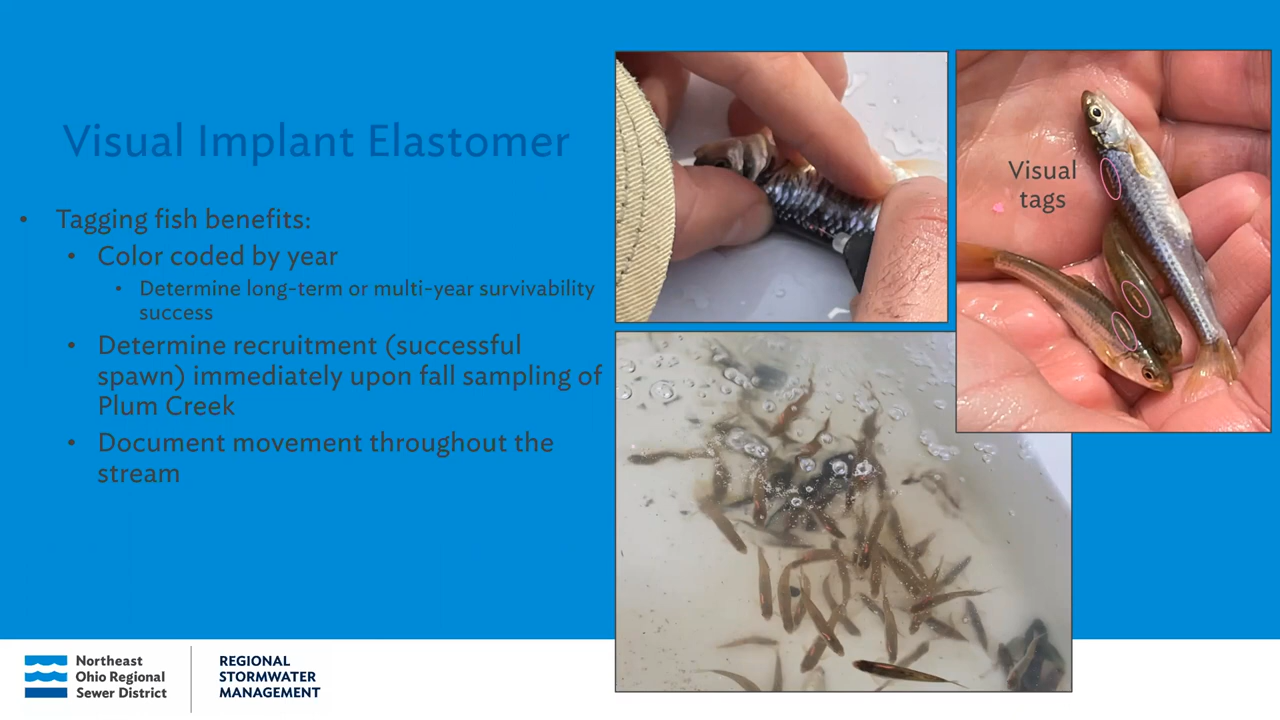 Visual Implant Elastomer
• Tagging fish benefits:
• Color coded by year
• Determine long-term or multi-year survivability
success
• Determine recruitment (successful
spawn) immediately upon fall sampling of
Plum Creek
• Document movement throughout the
stream
Visual
tags
Northeast
Ohio Regional
Sewer District
REGIONAL
STORMWATER
MANAGEMENT